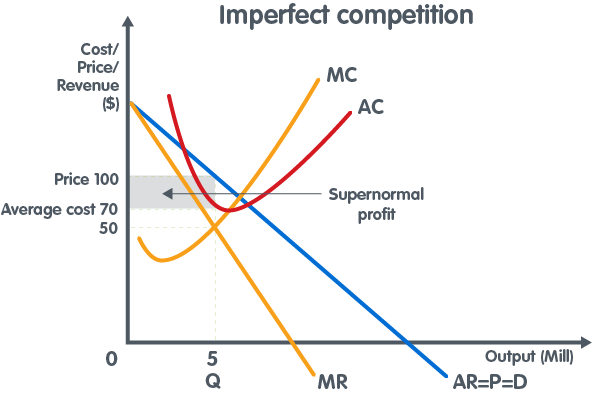 Imperfect competition
Cost/
Price/
Revenue
($)
MC
AC
Price 100
Average cost 70
50
Supernormal
profit
0
5
Q
Output (Mill)
MR
AR=P=D